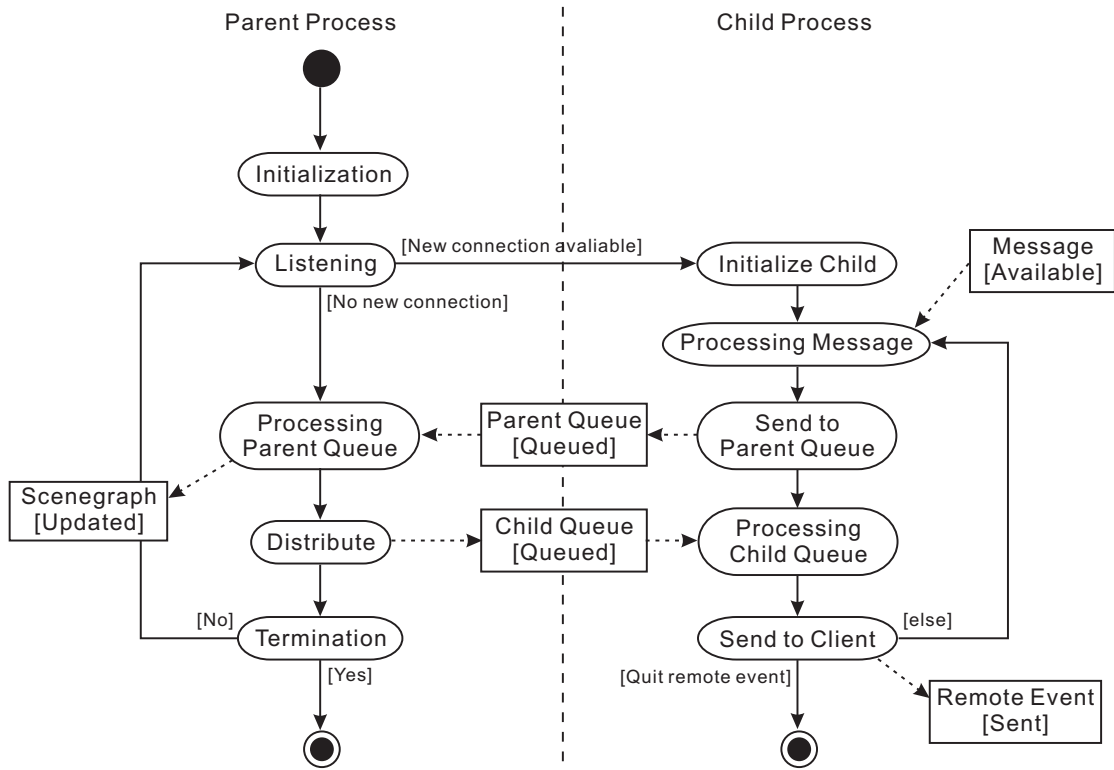 Parent Process
Child Process
Initialization
Listening
[New connection avaliable]
Initialize Child
Message
[Available]
[No new connection]
Processing Message
Processing
Parent Queue
Parent Queue
[Queued]
Send to
Parent Queue
Scenegraph
[Updated]
Distribute
Child Queue
[Queued]
Processing
Child Queue
[No]
Termination
[Yes]
Send to Client
[else]
[Quit remote event]
Remote Event
[Sent]